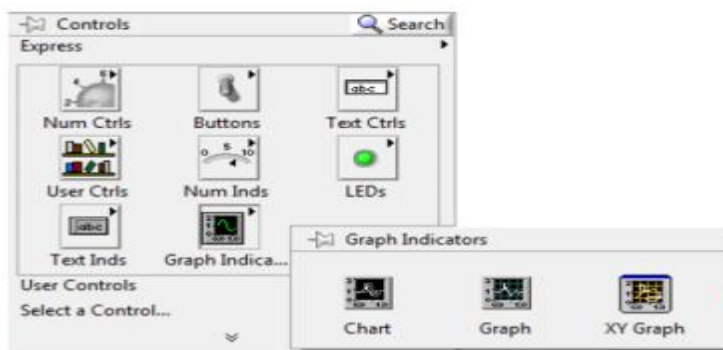 Controls Search
Express
Num Ctrls Buttons Text Ctrls
User Ctrls Num Inds LEDs
Text Inds Graph Indica...
User Controls
Select a Control...
Graph Indicators
Chart Graph XY Graph